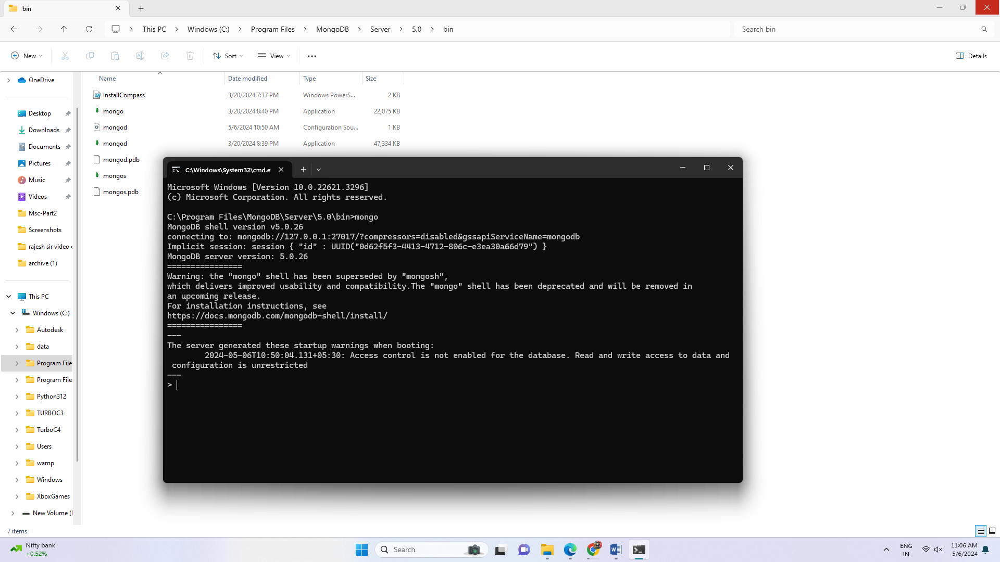 bin
This PC
Windows (C:)
Program Files
MongoDB
Server
5.0
bin
Search bin
New
Sort
View
Details
OneDrive
Desktop
Downloads
Documents
Pictures
Music
Videos
Msc-Part2
Screenshots
rajesh sir video c
archive (1)
This PC
Windows (C:)
Autodesk
data
Program File
Program File
Python312
TURBOC3
TurboC4
Users
wamp
Windows
XboxGames
New Volume (I
Name Date modified Type Size
InstallCompass 3/20/2024 7:37 PM Windows PowerS... 2 KB
mongo 3/20/2024 8:40 PM Application 22,075 KB
mongod 5/6/2024 10:50 AM Configuration Sou... 1 KB
mongod 3/20/2024 8:39 PM Application 47,334 KB
mongod.pdb
mongos
mongos.pdb
C:\Windows\System32\cmd.e
Microsoft Windows [Version 10.0.22621.3296]
(c) Microsoft Corporation. All rights reserved.
C:\Program Files\MongoDB\Server\5.0\bin>mongo
MongoDB shell version v5.0.26
connecting to: mongodb://127.0.0.1:27017/?compressors=disabled&gssapiServiceName=mongodb
Implicit session: session { "id" : UUID("0d62f5f3-4413-4712-806c-e3ea30a66d79") }
MongoDB server version: 5.0.26
================
Warning: the "mongo" shell has been superseded by "mongosh",
which delivers improved usability and compatibility.The "mongo" shell has been deprecated and will be removed in
an upcoming release.
For installation instructions, see
https://docs.mongodb.com/mongodb-shell/install/
================
---
The server generated these startup warnings when booting:
2024-05-06T10:50:04.131+05:30: Access control is not enabled for the database. Read and write access to data and
configuration is unrestricted
---
>
7 items
Nifty bank
+0.52%
Search
ENG
IN
11:06 AM
5/6/2024